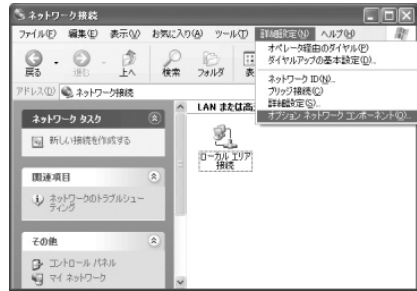 ネットワーク接続
ファイル(F) 編集(E) 表示(V) お気に入り(A) ツール(T) 詳細設定(N) ヘルプ(H)
オペレータ経由のダイヤル(P)
ダイヤルアップの基本設定(D)...
ネットワーク ID(N)...
ブリッジ接続(C)
詳細設定(S)...
オプション ネットワーク コンポーネント(O)...
戻る 進む 上へ 検索 フォルダ 表
アドレス(D) ネットワーク接続
ネットワーク タスク
新しい接続を作成する
関連項目
ネットワークのトラブルシュー
ティング
その他
コントロール パネル
マイ ネットワーク
LAN または高
ローカル エリア
接続